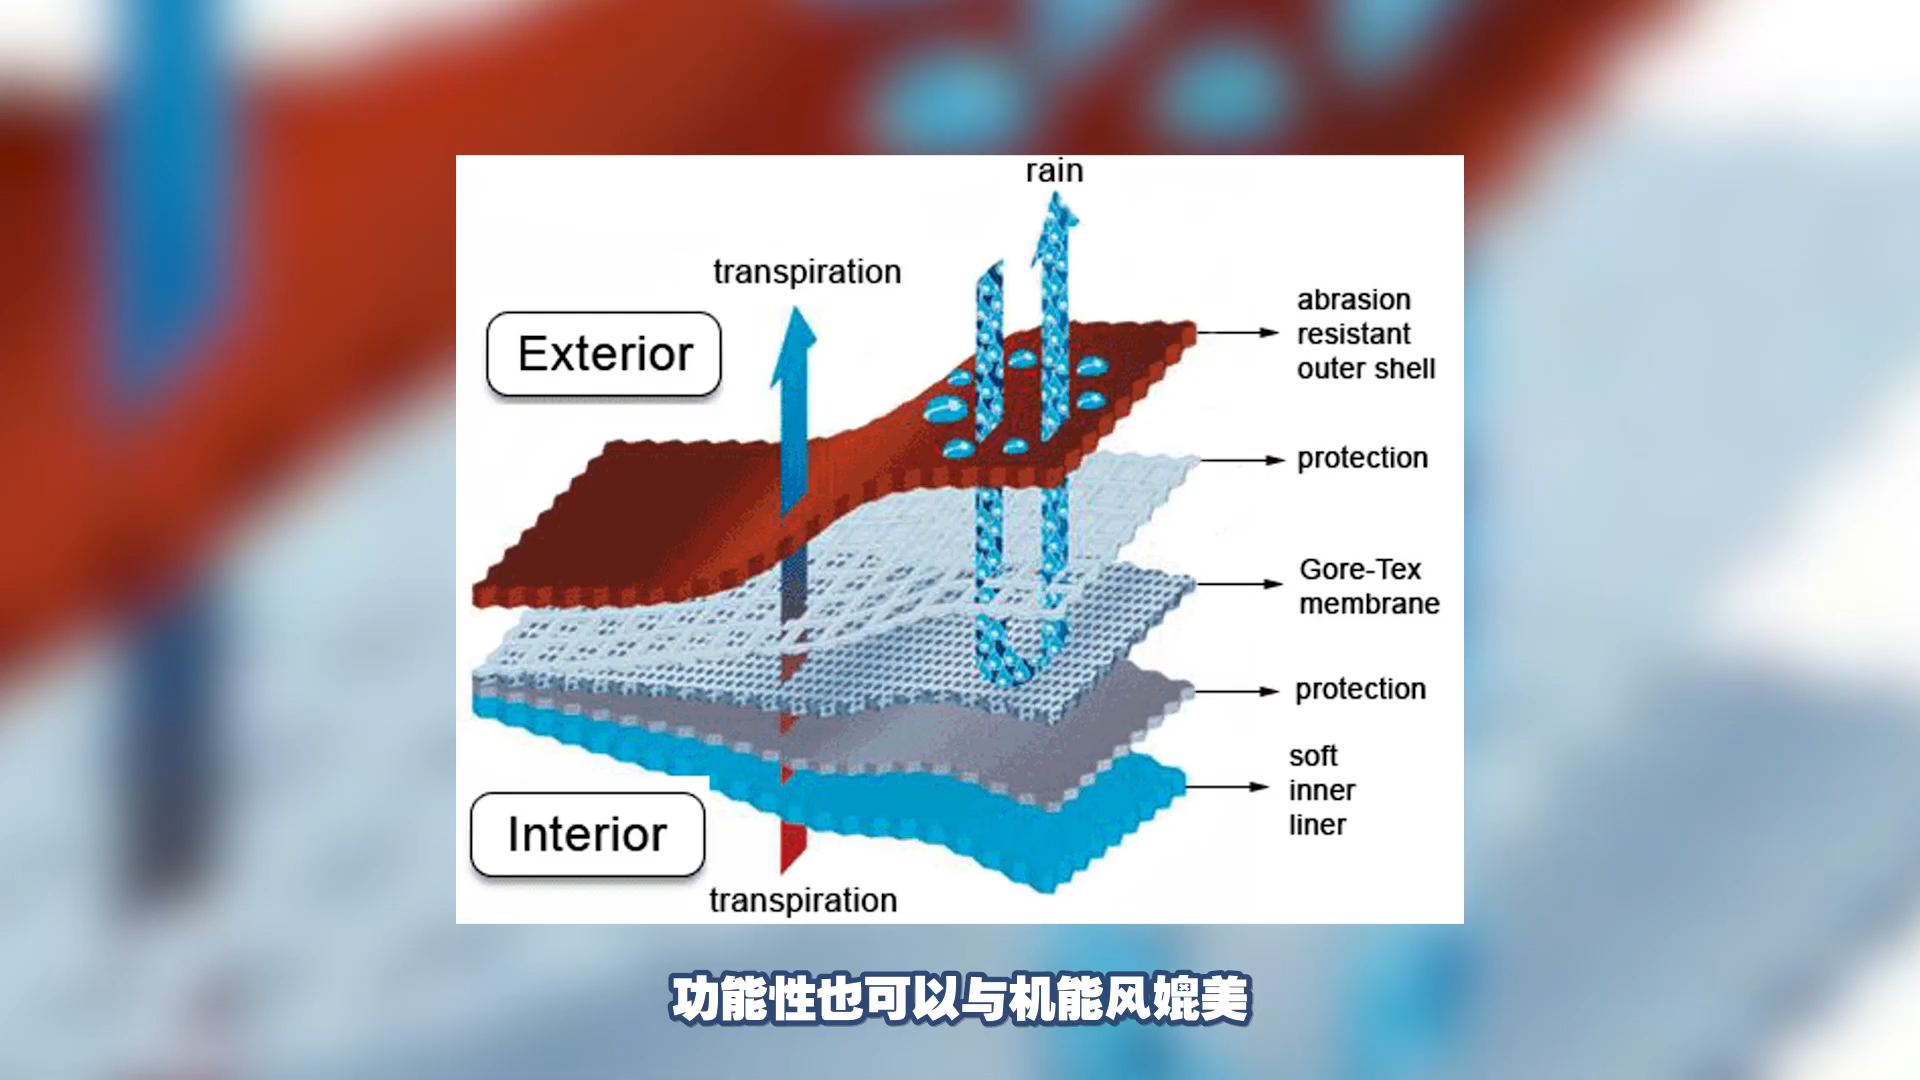 rain
transpiration
Exterior
abrasion
resistant
outer shell
protection
Gore-Tex
membrane
protection
soft
inner
liner
Interior
transpiration
功能性也可以与机能风媲美